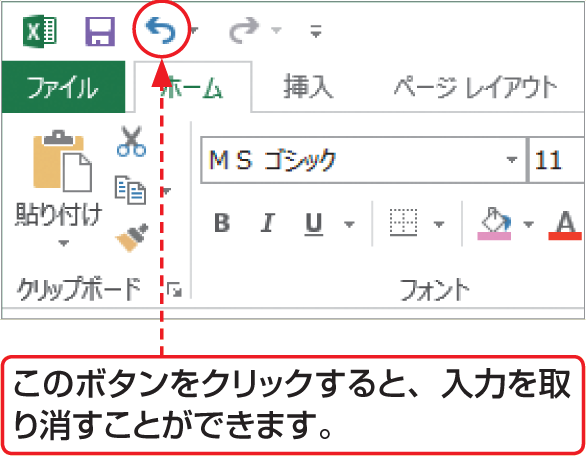 ファイル ホーム 挿入 ページ レイアウト
ＭＳ ゴシック 11
貼り付け
B I U A
クリップボード フォント
このボタンをクリックすると、入力を取
り消すことができます。